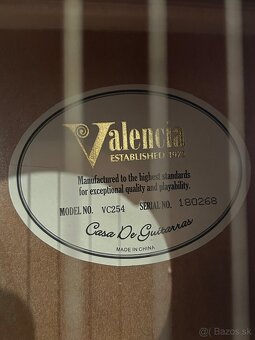 Valencia
ESTABLISHED 1972
Manufactured to the highest standards
for exceptional quality and playability.
MODEL NO. VC254 SERIAL NO. 180268
Casa De Guitarras
MADE IN CHINA
bazos.sk